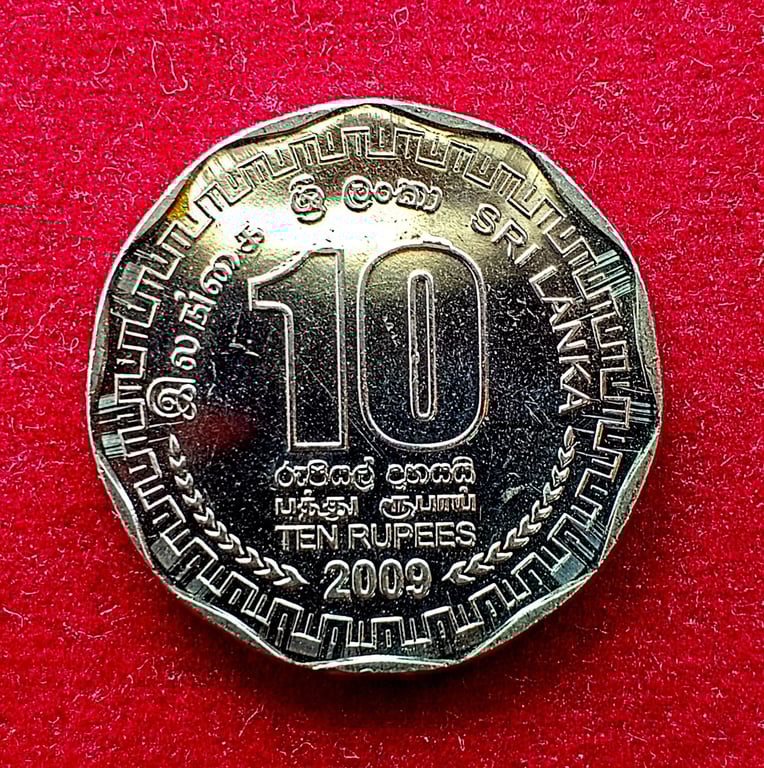 இலங்கை
ශ්‍රී ලංකා
SRI LANKA
10
රුපියල් දහයයි
பத்து ரூபாய்
TEN RUPEES
2009